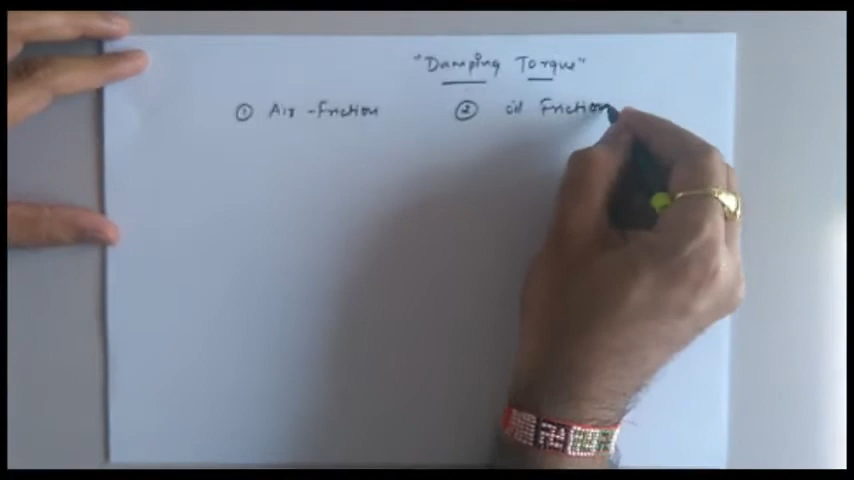 "Damping Torque"
① Air-friction ② oil Friction